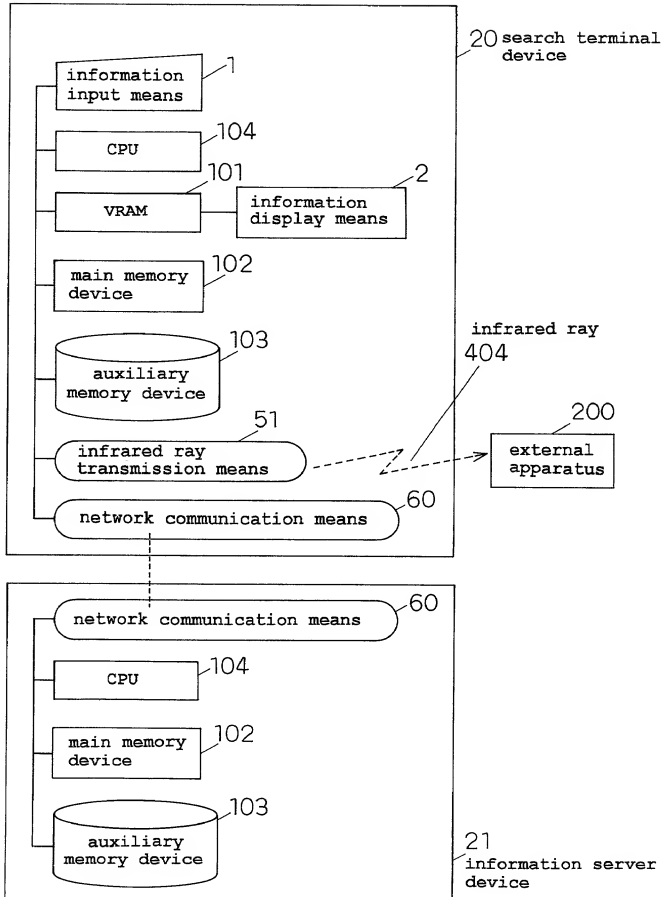 20 search terminal
device
1
information
input means
104
CPU
101
VRAM
2
information
display means
102
main memory
device
103
auxiliary
memory device
infrared ray
404
51
infrared ray
transmission means
200
external
apparatus
60
network communication means
60
network communication means
104
CPU
102
main memory
device
103
auxiliary
memory device
21
information server
device